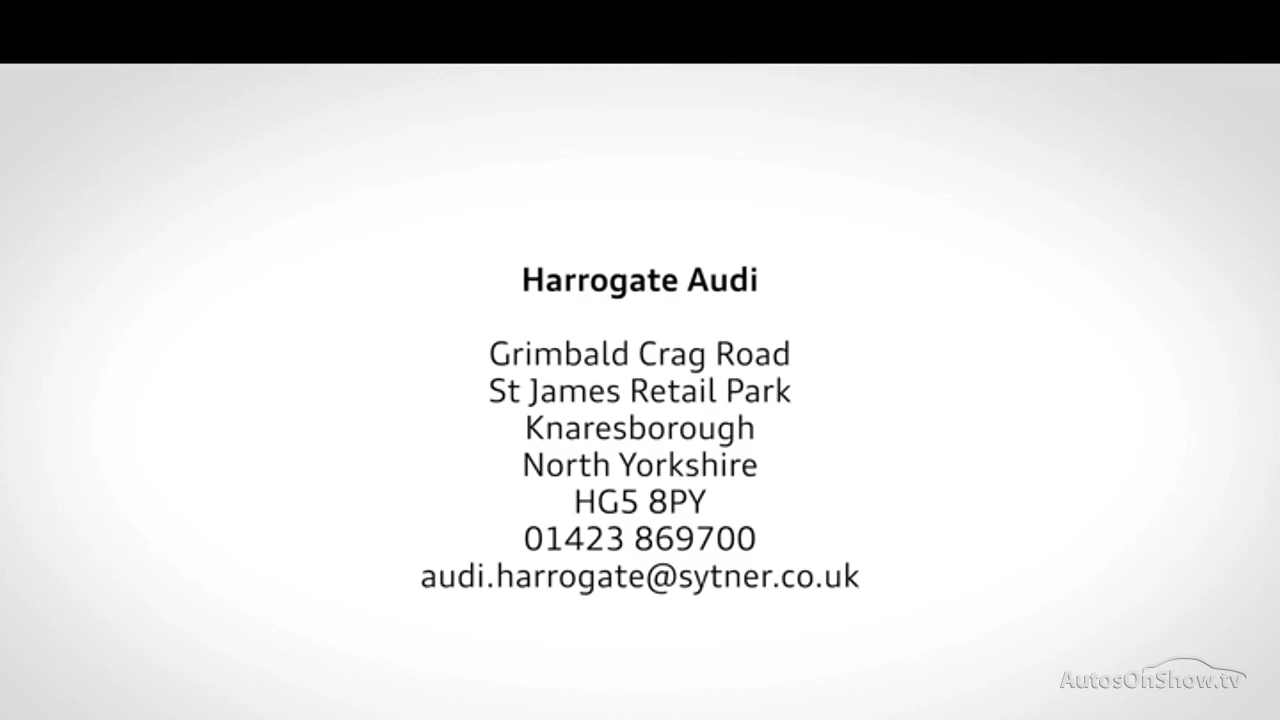 Harrogate Audi
Grimbald Crag Road
St James Retail Park
Knaresborough
North Yorkshire
HG5 8PY
01423 869700
audi.harrogate@sytner.co.uk
AutosOnShow.tv